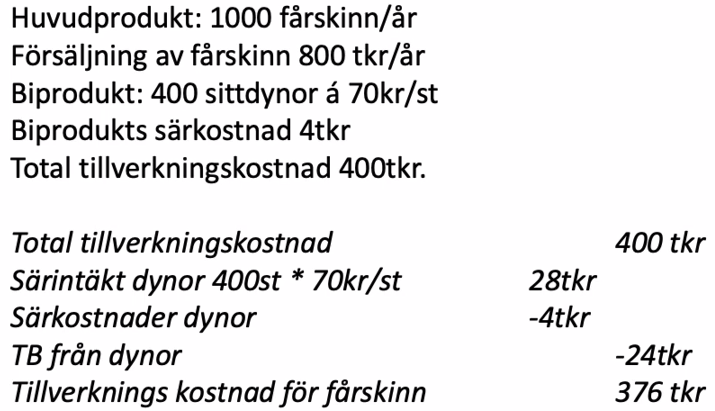 Huvudprodukt: 1000 fårskinn/år
Försäljning av fårskinn 800 tkr/år
Biprodukt: 400 sittdynor á 70kr/st
Biprodukts särkostnad 4tkr
Total tillverkningskostnad 400tkr.
Total tillverkningskostnad 400 tkr
Särintäkt dynor 400st * 70kr/st 28tkr
Särkostnader dynor -4tkr
TB från dynor -24tkr
Tillverknings kostnad för fårskinn 376 tkr